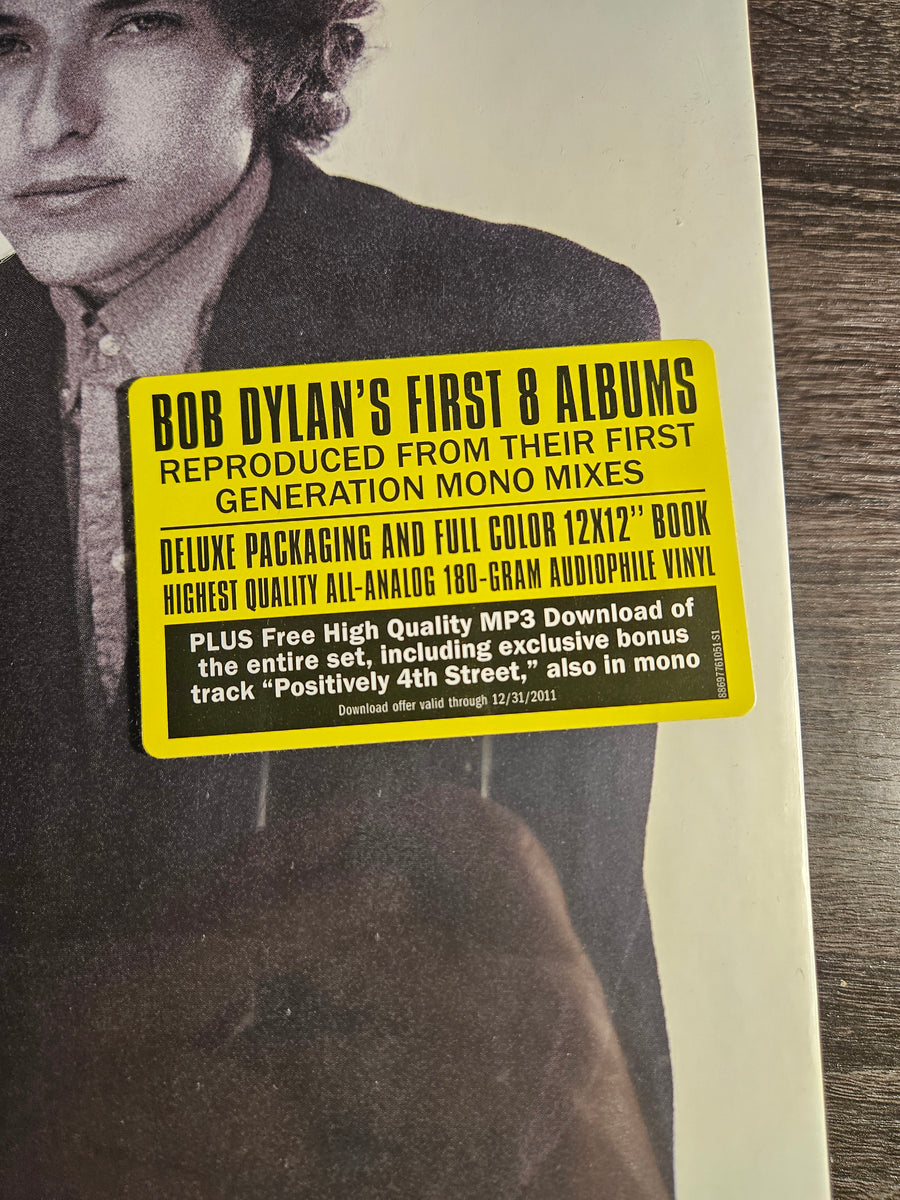 BOB DYLAN'S FIRST 8 ALBUMS
REPRODUCED FROM THEIR FIRST
GENERATION MONO MIXES
DELUXE PACKAGING AND FULL COLOR 12X12" BOOK
HIGHEST QUALITY ALL-ANALOG 180-GRAM AUDIOPHILE VINYL
PLUS Free High Quality MP3 Download of
the entire set, including exclusive bonus
track “Positively 4th Street,” also in mono
Download offer valid through 12/31/2011
88697761051-S1